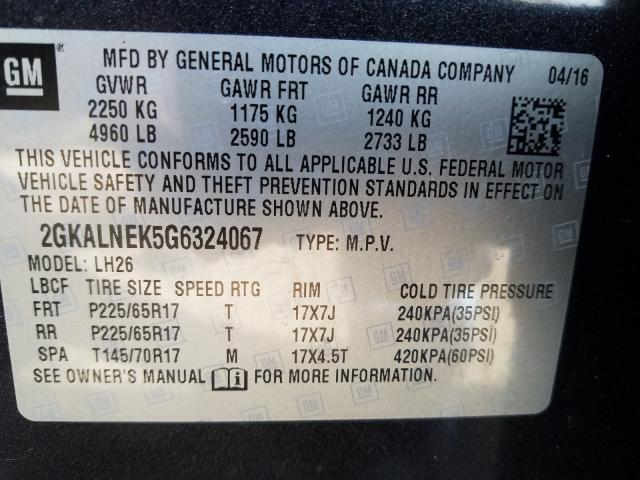 GM
MFD BY GENERAL MOTORS OF CANADA COMPANY 04/16
GVWR GAWR FRT GAWR RR
2250 KG 1175 KG 1240 KG
4960 LB 2590 LB 2733 LB
THIS VEHICLE CONFORMS TO ALL APPLICABLE U.S. FEDERAL MOTOR
VEHICLE SAFETY AND THEFT PREVENTION STANDARDS IN EFFECT ON
THE DATE OF MANUFACTURE SHOWN ABOVE.
2GKALNEK5G6324067 TYPE: M.P.V.
MODEL: LH26
LBCF TIRE SIZE SPEED RTG RIM COLD TIRE PRESSURE
FRT P225/65R17 T 17X7J 240KPA(35PSI)
RR P225/65R17 T 17X7J 240KPA(35PSI)
SPA T145/70R17 M 17X4.5T 420KPA(60PSI)
SEE OWNER'S MANUAL FOR MORE INFORMATION.